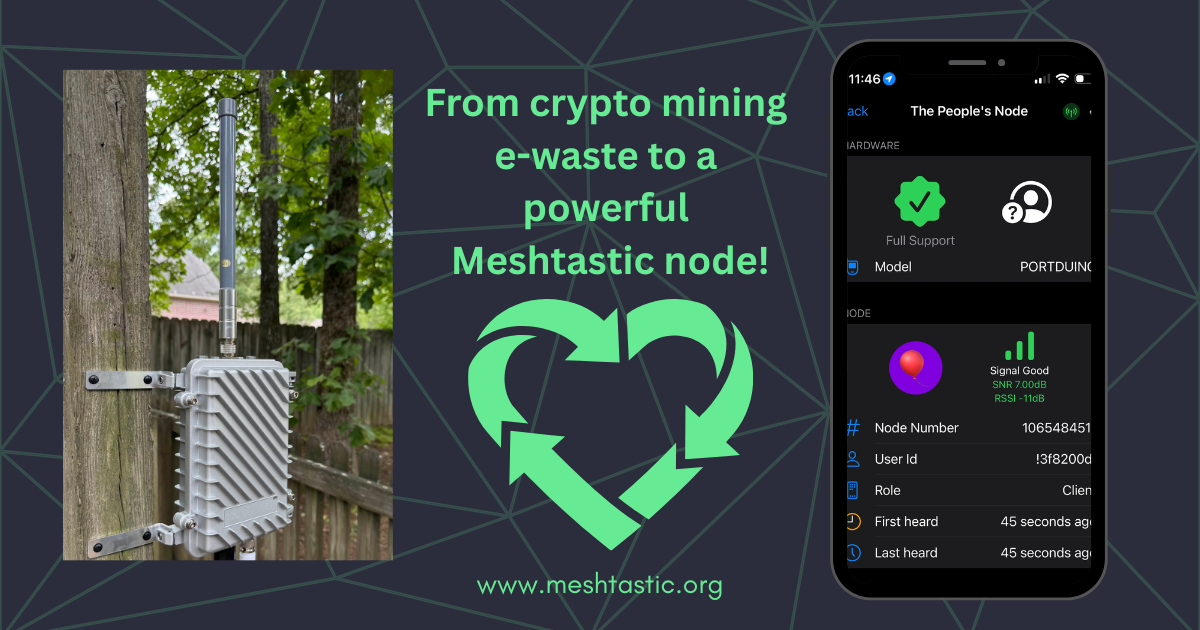 From crypto mining
e-waste to a
powerful
Meshtastic node!
www.meshtastic.org
11:46
ack
The People's Node
HARDWARE
?
Full Support
Model PORTDUINO
NODE
Signal Good
SNR 7.00dB
RSSI -11dB
# Node Number 106548451
User Id !3f8200d
Role Clien
First heard 45 seconds ago
Last heard 45 seconds ago